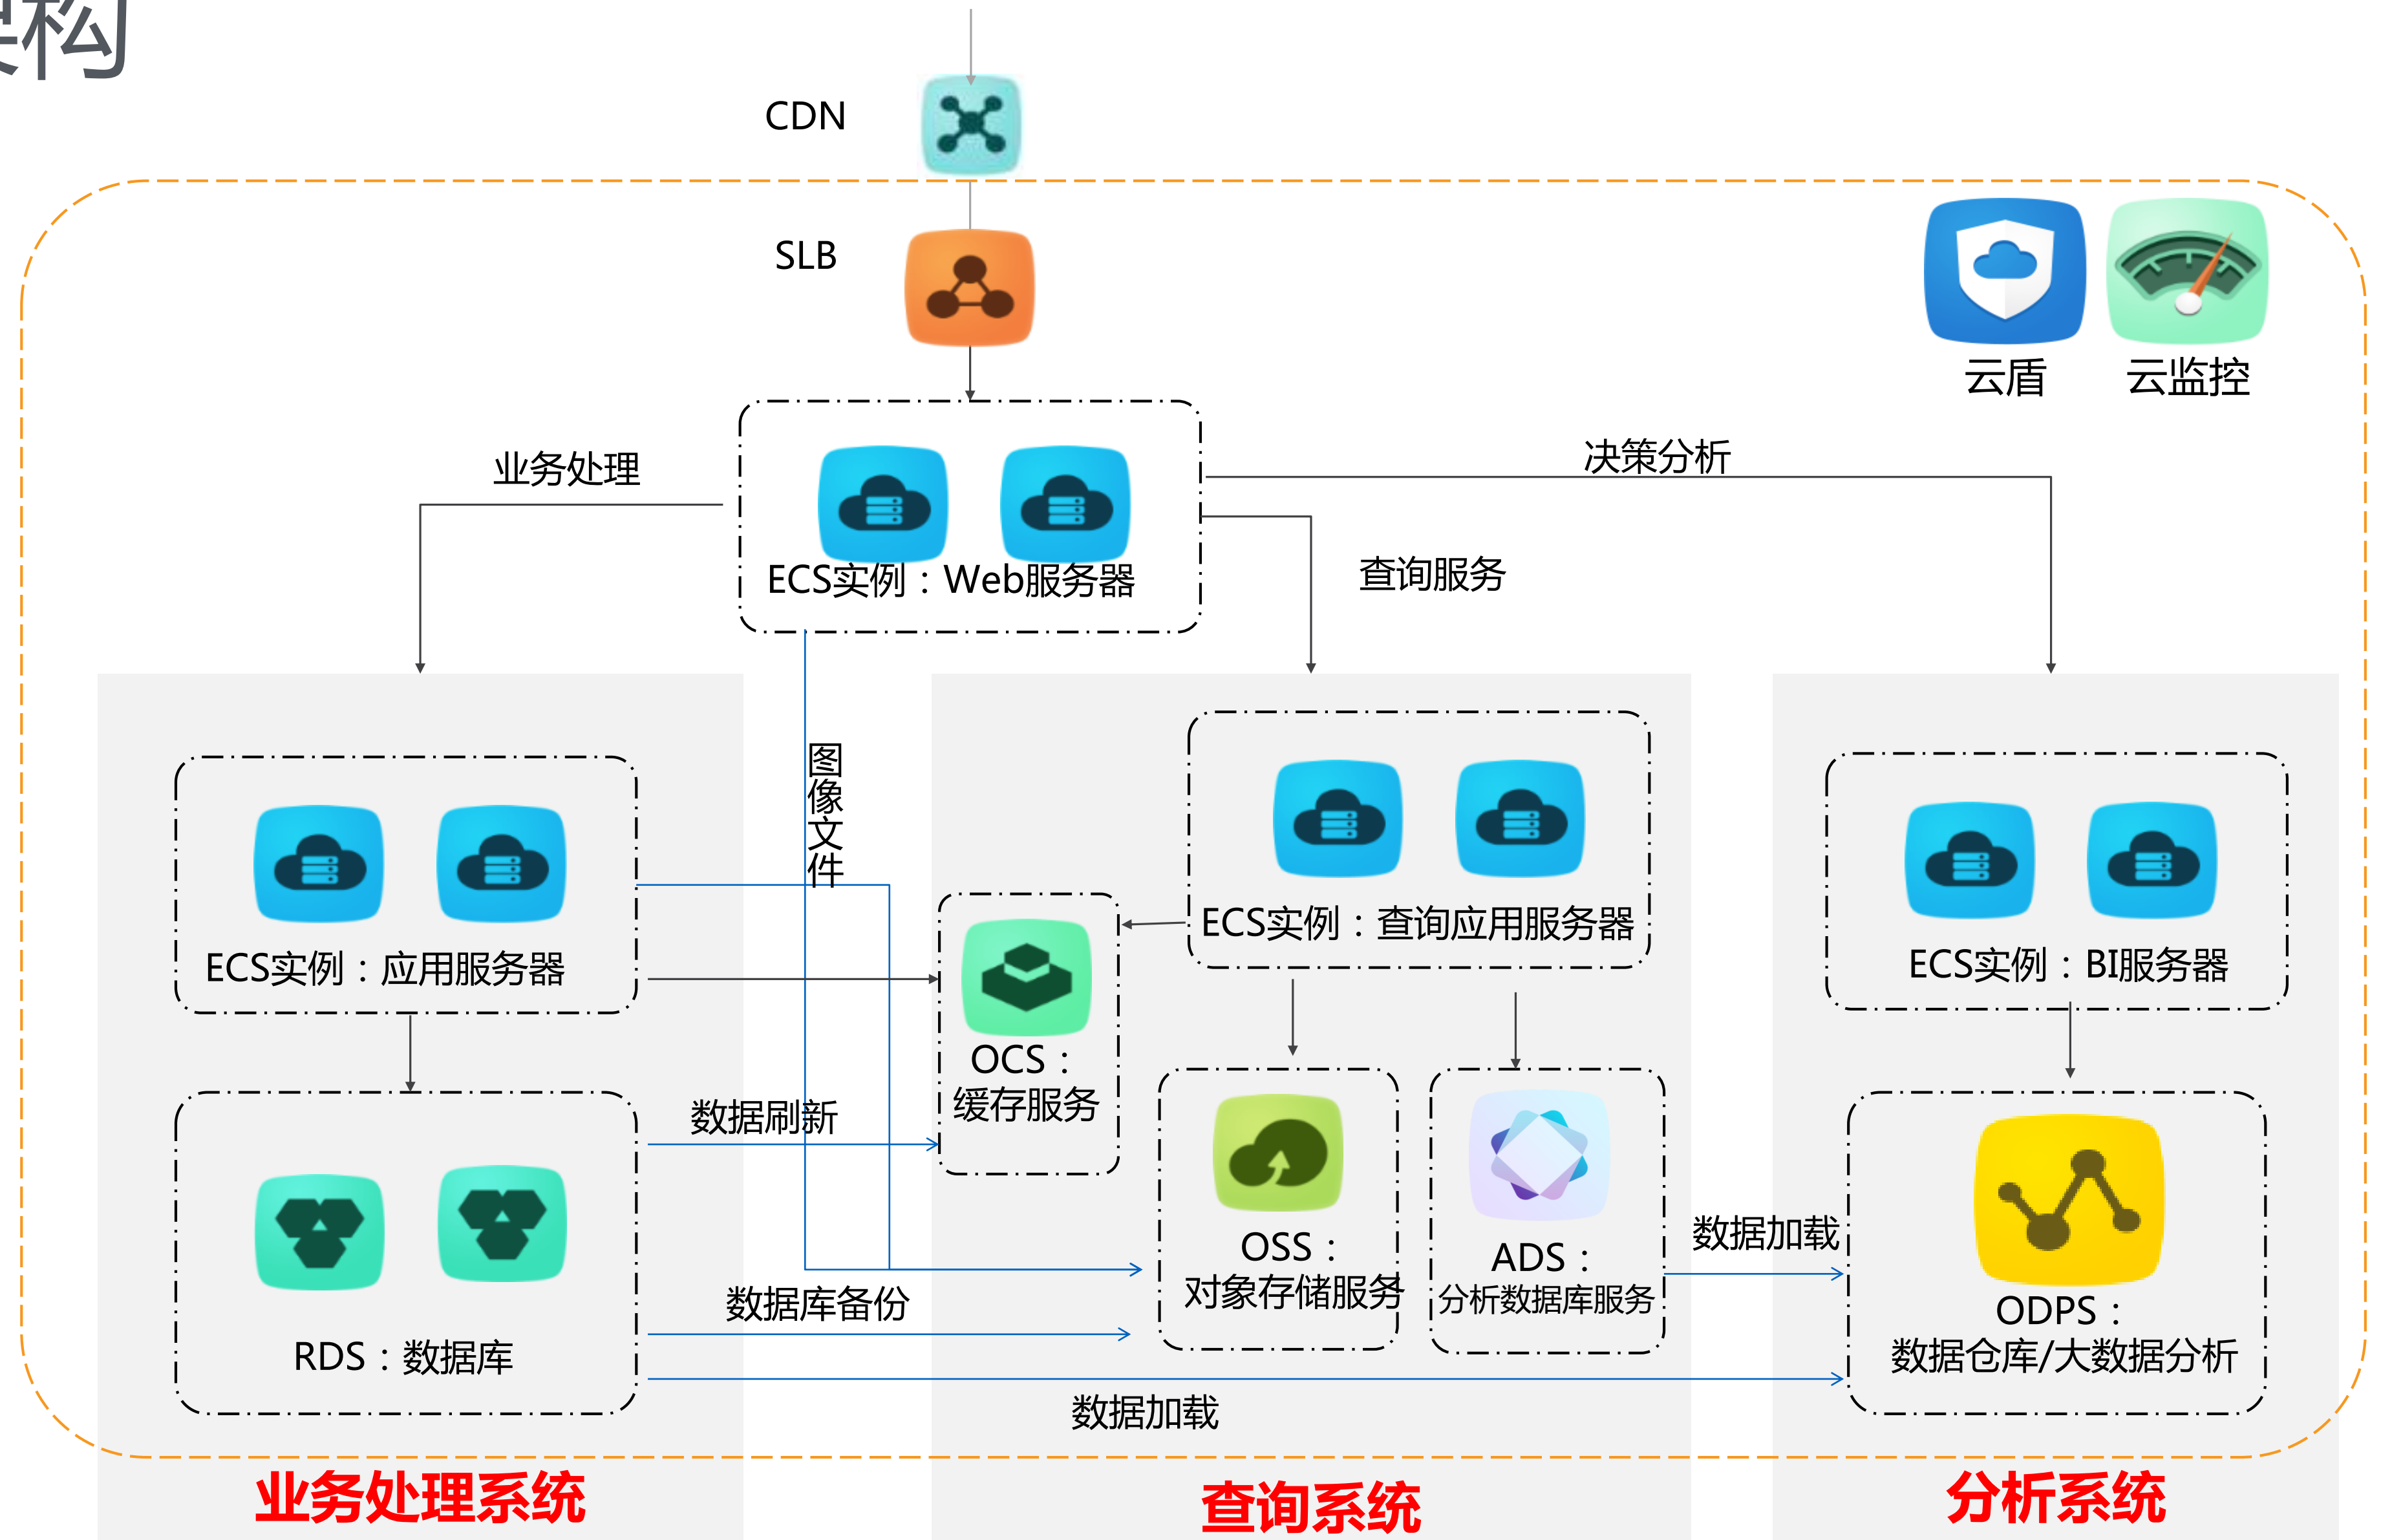 架构
CDN
SLB
云盾
云监控
业务处理
决策分析
ECS实例：Web服务器
查询服务
图像文件
ECS实例：应用服务器
ECS实例：查询应用服务器
ECS实例：BI服务器
OCS：
缓存服务
数据刷新
OSS：
对象存储服务
ADS：
分析数据库服务
数据加载
ODPS：
数据仓库/大数据分析
数据库备份
RDS：数据库
数据加载
业务处理系统
查询系统
分析系统